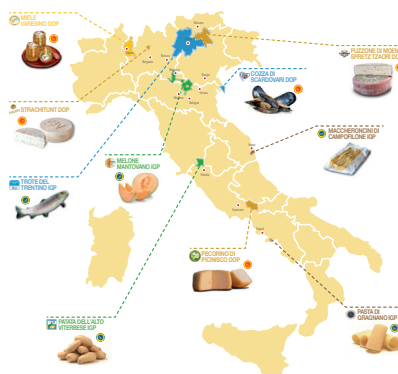 MIELE
VARESINO DOP
PUZZONE DI MOENA
SPRETZ TZAORI DOP
COZZA DI
SCARDOVARI DOP
STRACHITUNT DOP
MACCHERONCINI DI
CAMPOFILONE IGP
MELONE
MANTOVANO IGP
TROTE DEL
TRENTINO IGP
PECORINO DI
PICINISCO DOP
PASTA DI
GRAGNANO IGP
PATATA DELL'ALTO
VITERBESE IGP